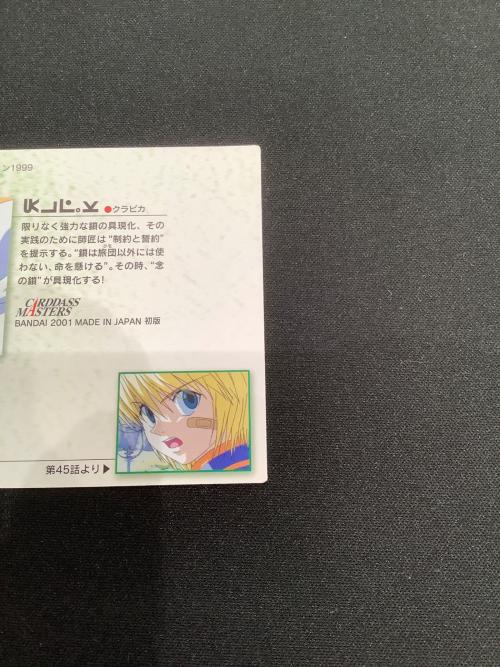 ン1999
●クラピカ
限りなく強力な鎖の具現化、その
実践のために師匠は“制約と誓約”
を提示する。“鎖は旅団以外には使
わない、命を懸ける”。その時、“念
の鎖”が具現化する!
CARDDASS
MASTERS
BANDAI 2001 MADE IN JAPAN 初版
第45話より▶